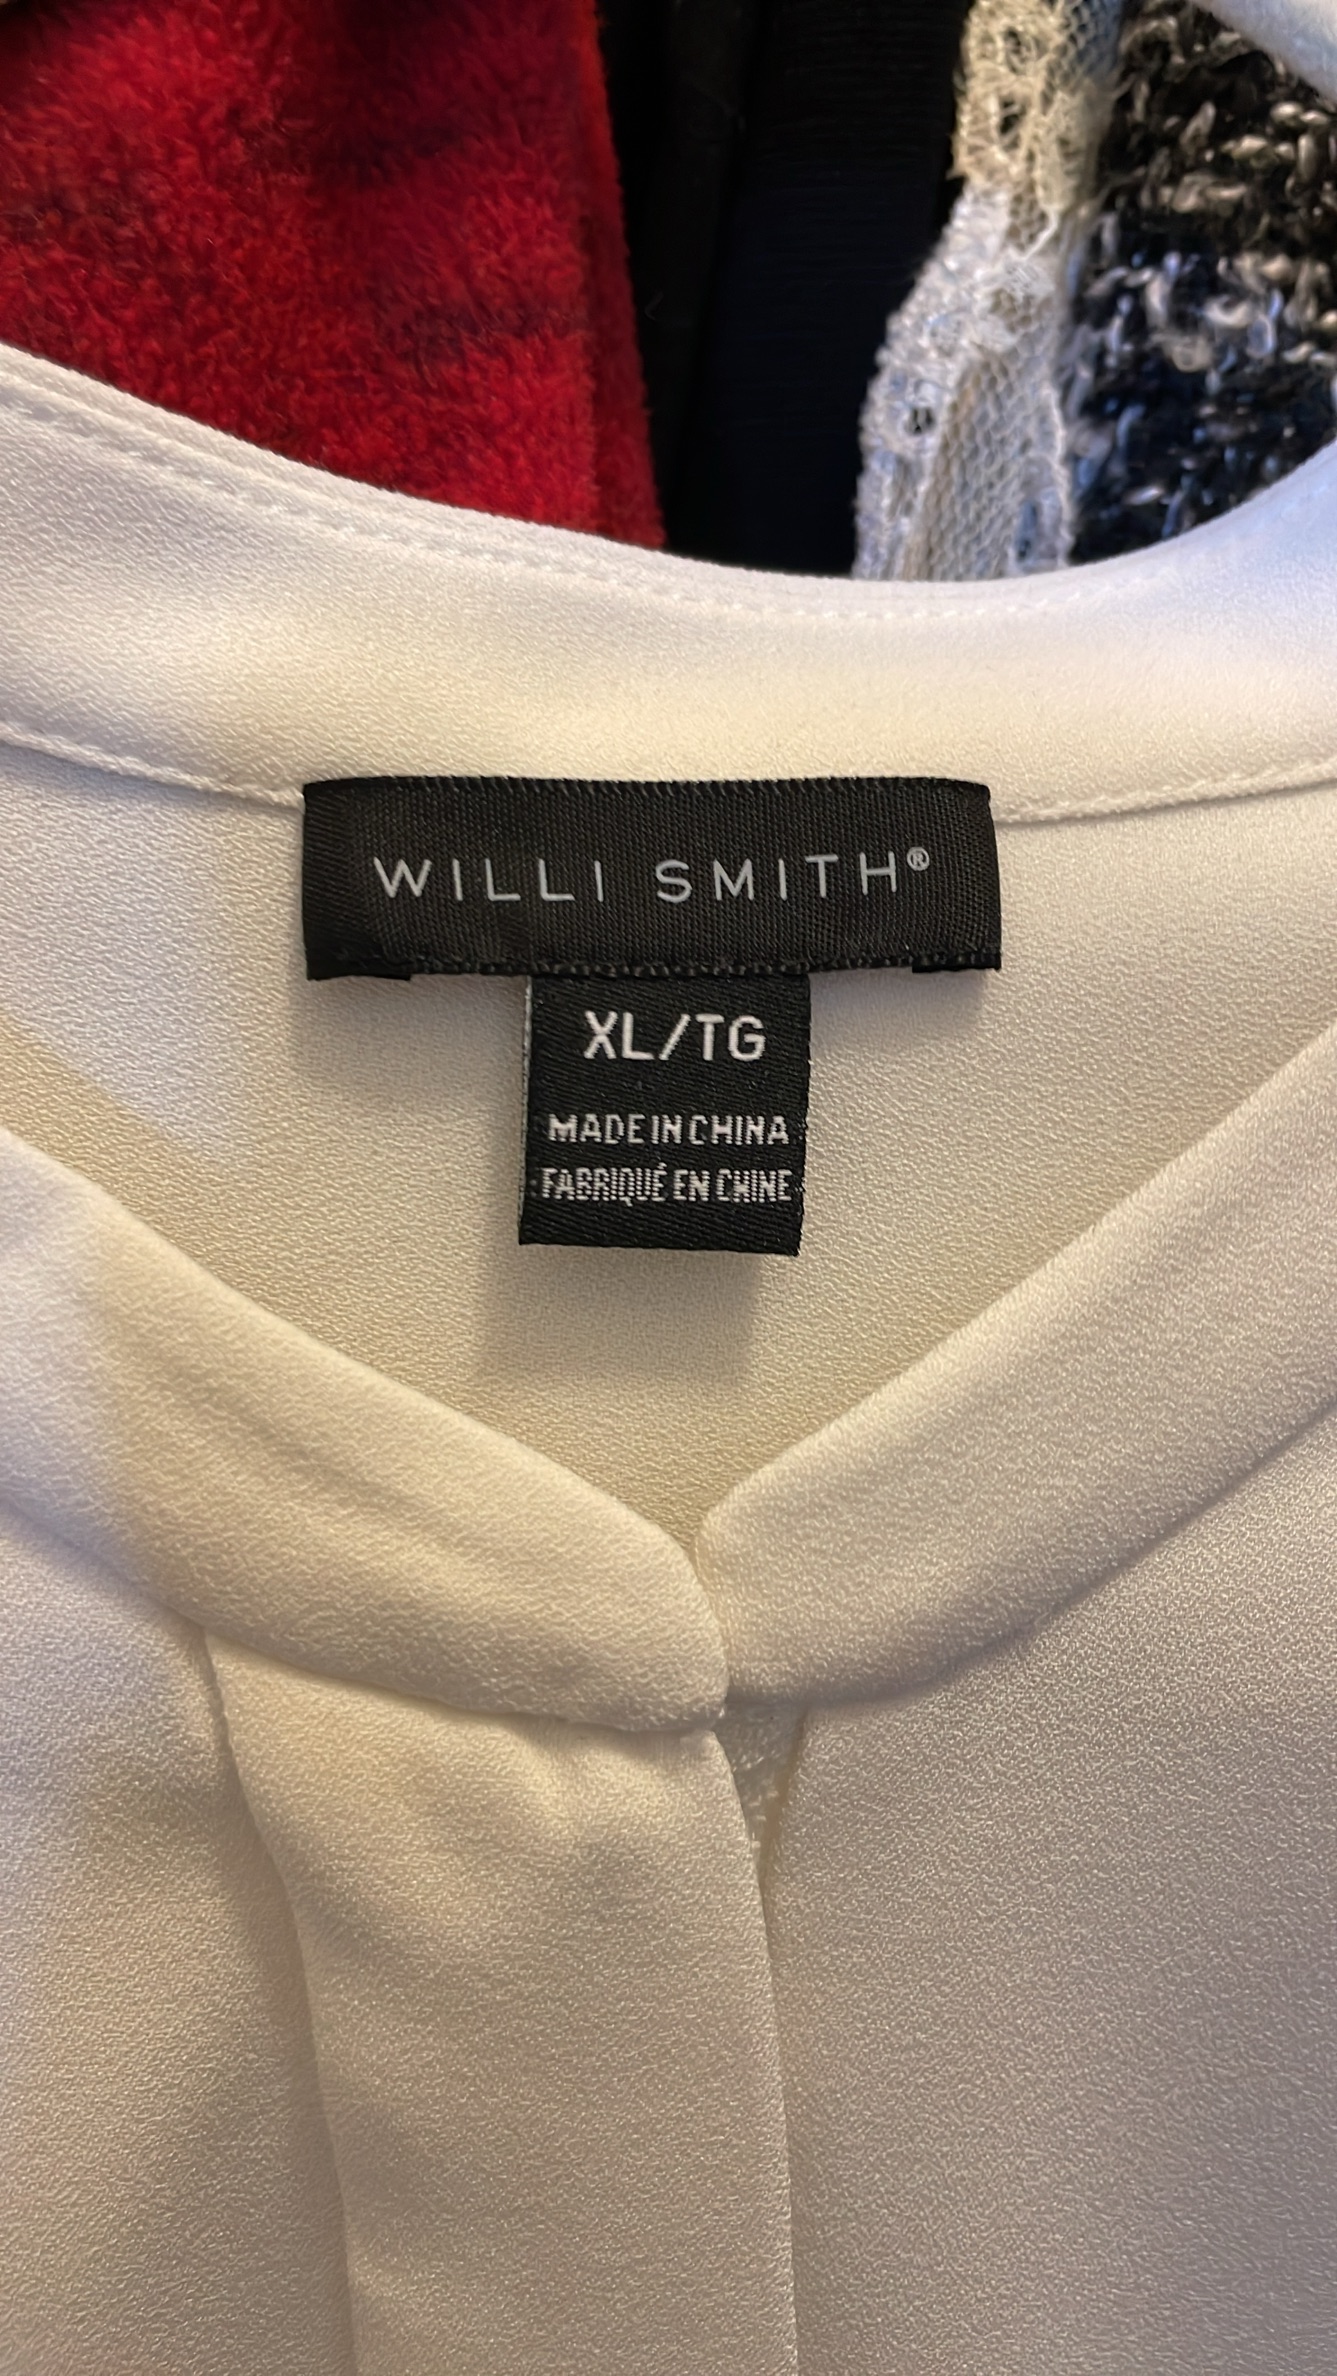 WILLI SMITH®
XL/TG
MADE IN CHINA
FABRIQUÉ EN CHINE